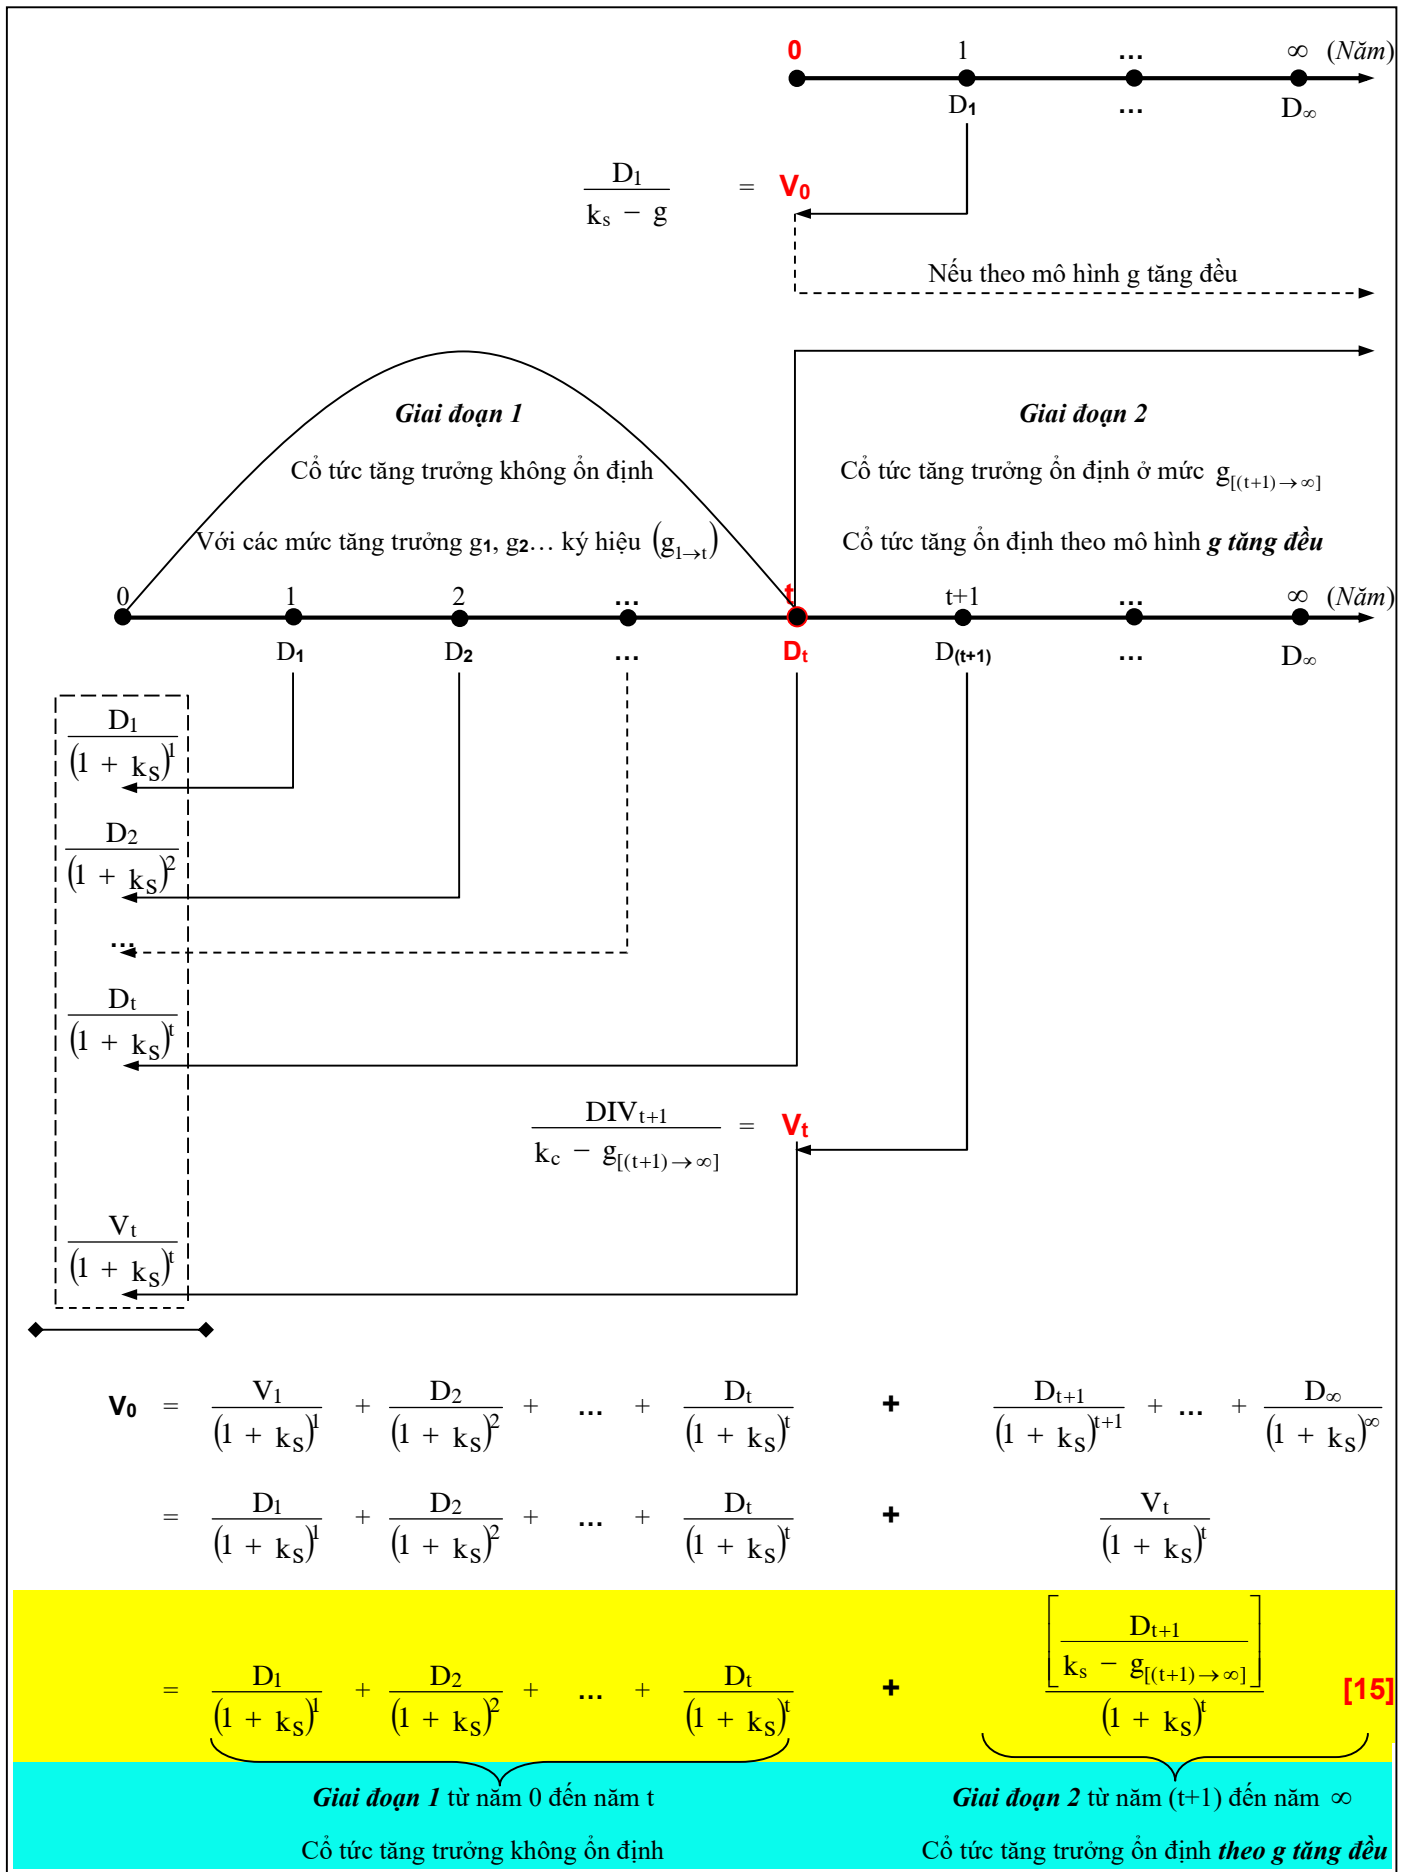 0 1 ... ∞ (Năm)
D1 ... D∞
D1 / (ks − g) = V0
Nếu theo mô hình g tăng đều
Giai đoạn 1 Giai đoạn 2
Cổ tức tăng trưởng không ổn định Cổ tức tăng trưởng ổn định ở mức g[(t+1)→∞]
Với các mức tăng trưởng g1, g2… ký hiệu (g1→t) Cổ tức tăng ổn định theo mô hình g tăng đều
0 1 2 ... t t+1 ... ∞ (Năm)
D1 D2 ... Dt D(t+1) ... D∞
D1 / (1 + kS)^1
D2 / (1 + kS)^2
...
Dt / (1 + kS)^t
DIVt+1 / (kc − g[(t+1)→∞]) = Vt
Vt / (1 + kS)^t
V0 = V1 / (1 + kS)^1 + D2 / (1 + kS)^2 + ... + Dt / (1 + kS)^t + Dt+1 / (1 + kS)^t+1 + ... + D∞ / (1 + kS)^∞
= D1 / (1 + kS)^1 + D2 / (1 + kS)^2 + ... + Dt / (1 + kS)^t + Vt / (1 + kS)^t
= D1 / (1 + kS)^1 + D2 / (1 + kS)^2 + ... + Dt / (1 + kS)^t + [Dt+1 / (ks − g[(t+1)→∞])] / (1 + kS)^t [15]
Giai đoạn 1 từ năm 0 đến năm t Giai đoạn 2 từ năm (t+1) đến năm ∞
Cổ tức tăng trưởng không ổn định Cổ tức tăng trưởng ổn định theo g tăng đều